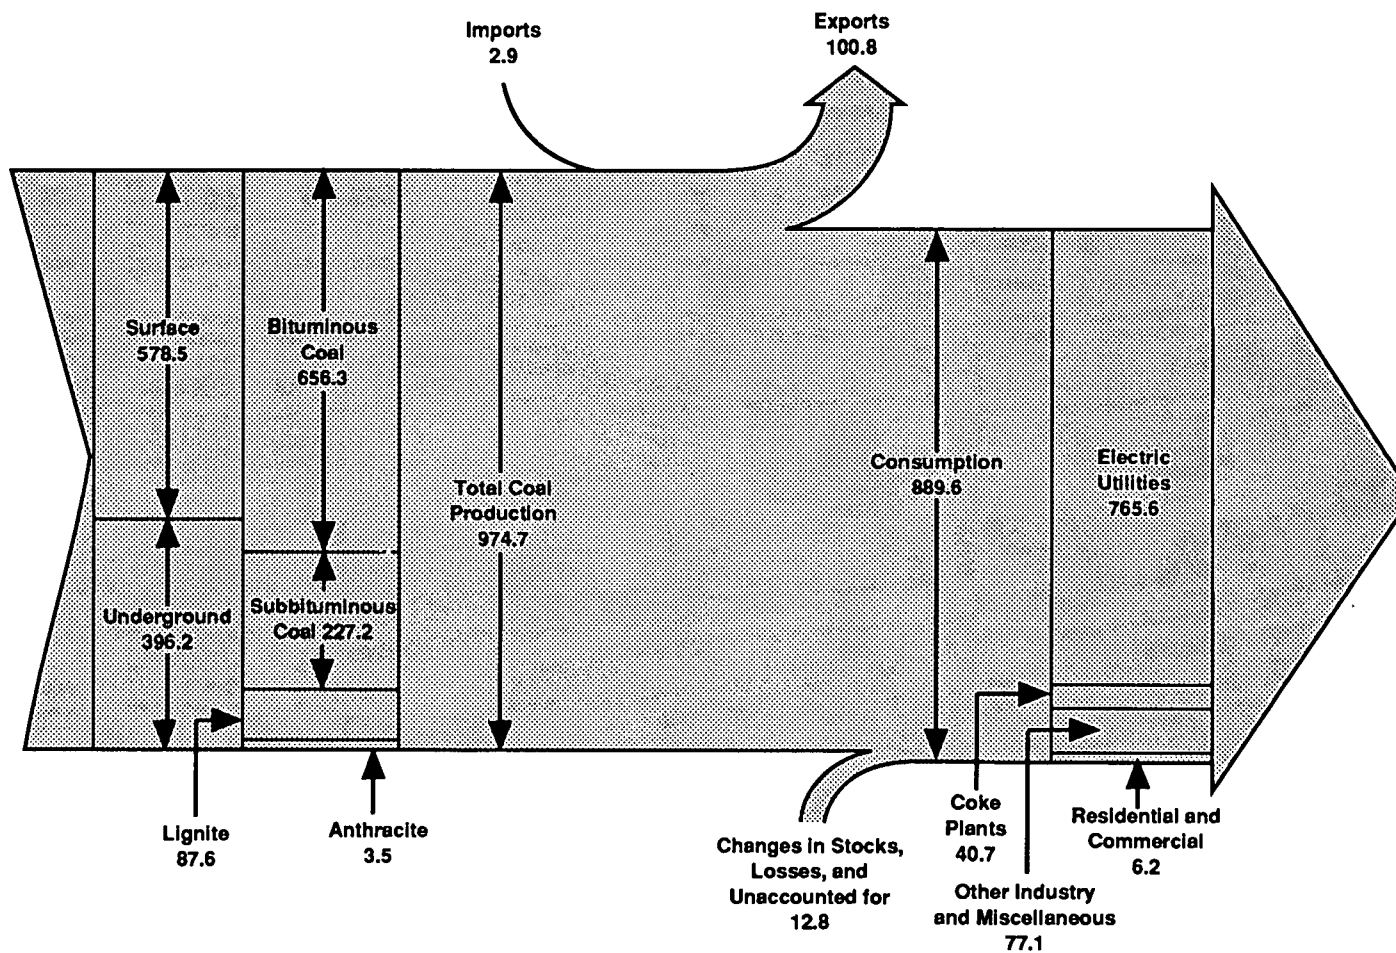 Imports
2.9
Exports
100.8
Surface
578.5
Bituminous
Coal
656.3
Total Coal
Production
974.7
Consumption
889.6
Electric
Utilities
765.6
Underground
396.2
Subbituminous
Coal 227.2
Lignite
87.6
Anthracite
3.5
Changes in Stocks,
Losses, and
Unaccounted for
12.8
Coke
Plants
40.7
Residential and
Commercial
6.2
Other Industry
and Miscellaneous
77.1